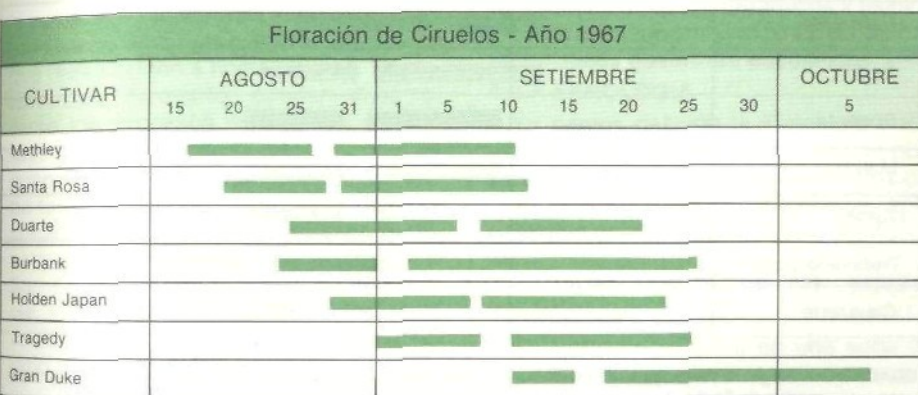 Floración de Ciruelos - Año 1967
CULTIVAR
AGOSTO
SETIEMBRE
OCTUBRE
15 20 25 31 1 5 10 15 20 25 30 5
Methley
Santa Rosa
Duarte
Burbank
Holden Japan
Tragedy
Gran Duke